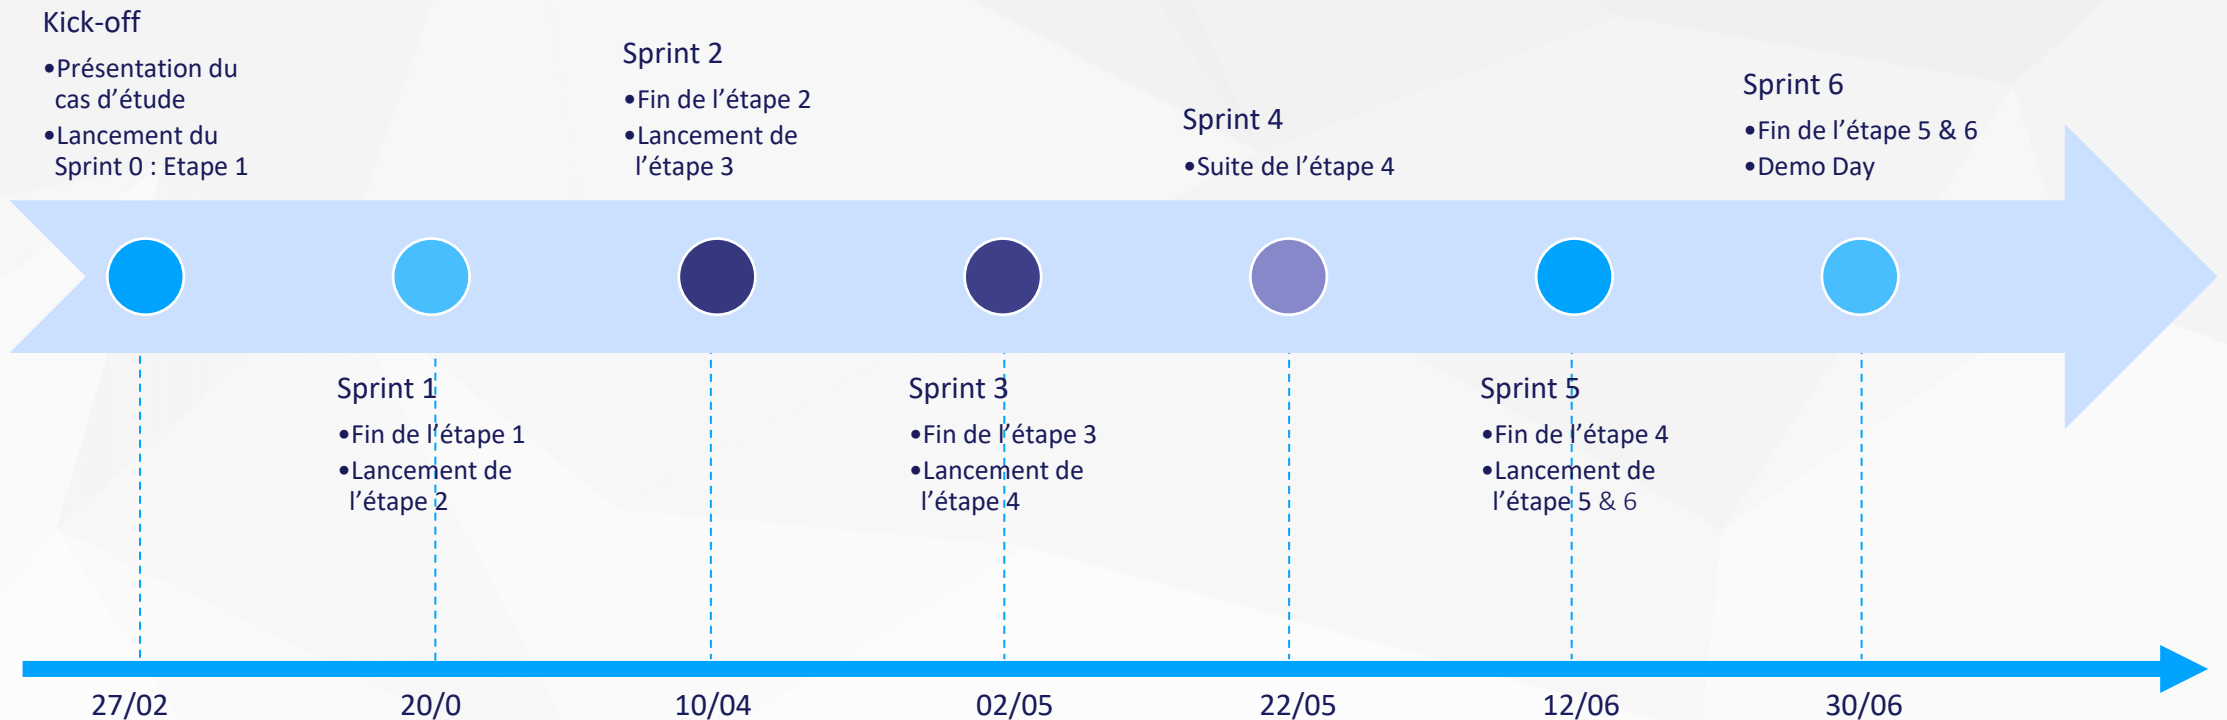 Kick-off
•Présentation du
cas d’étude
•Lancement du
Sprint 0 : Etape 1
Sprint 2
•Fin de l’étape 2
•Lancement de
l’étape 3
Sprint 4
•Suite de l’étape 4
Sprint 6
•Fin de l’étape 5 & 6
•Demo Day
Sprint 1
•Fin de l’étape 1
•Lancement de
l’étape 2
Sprint 3
•Fin de l’étape 3
•Lancement de
l’étape 4
Sprint 5
•Fin de l’étape 4
•Lancement de
l’étape 5 & 6
27/02
20/0
10/04
02/05
22/05
12/06
30/06